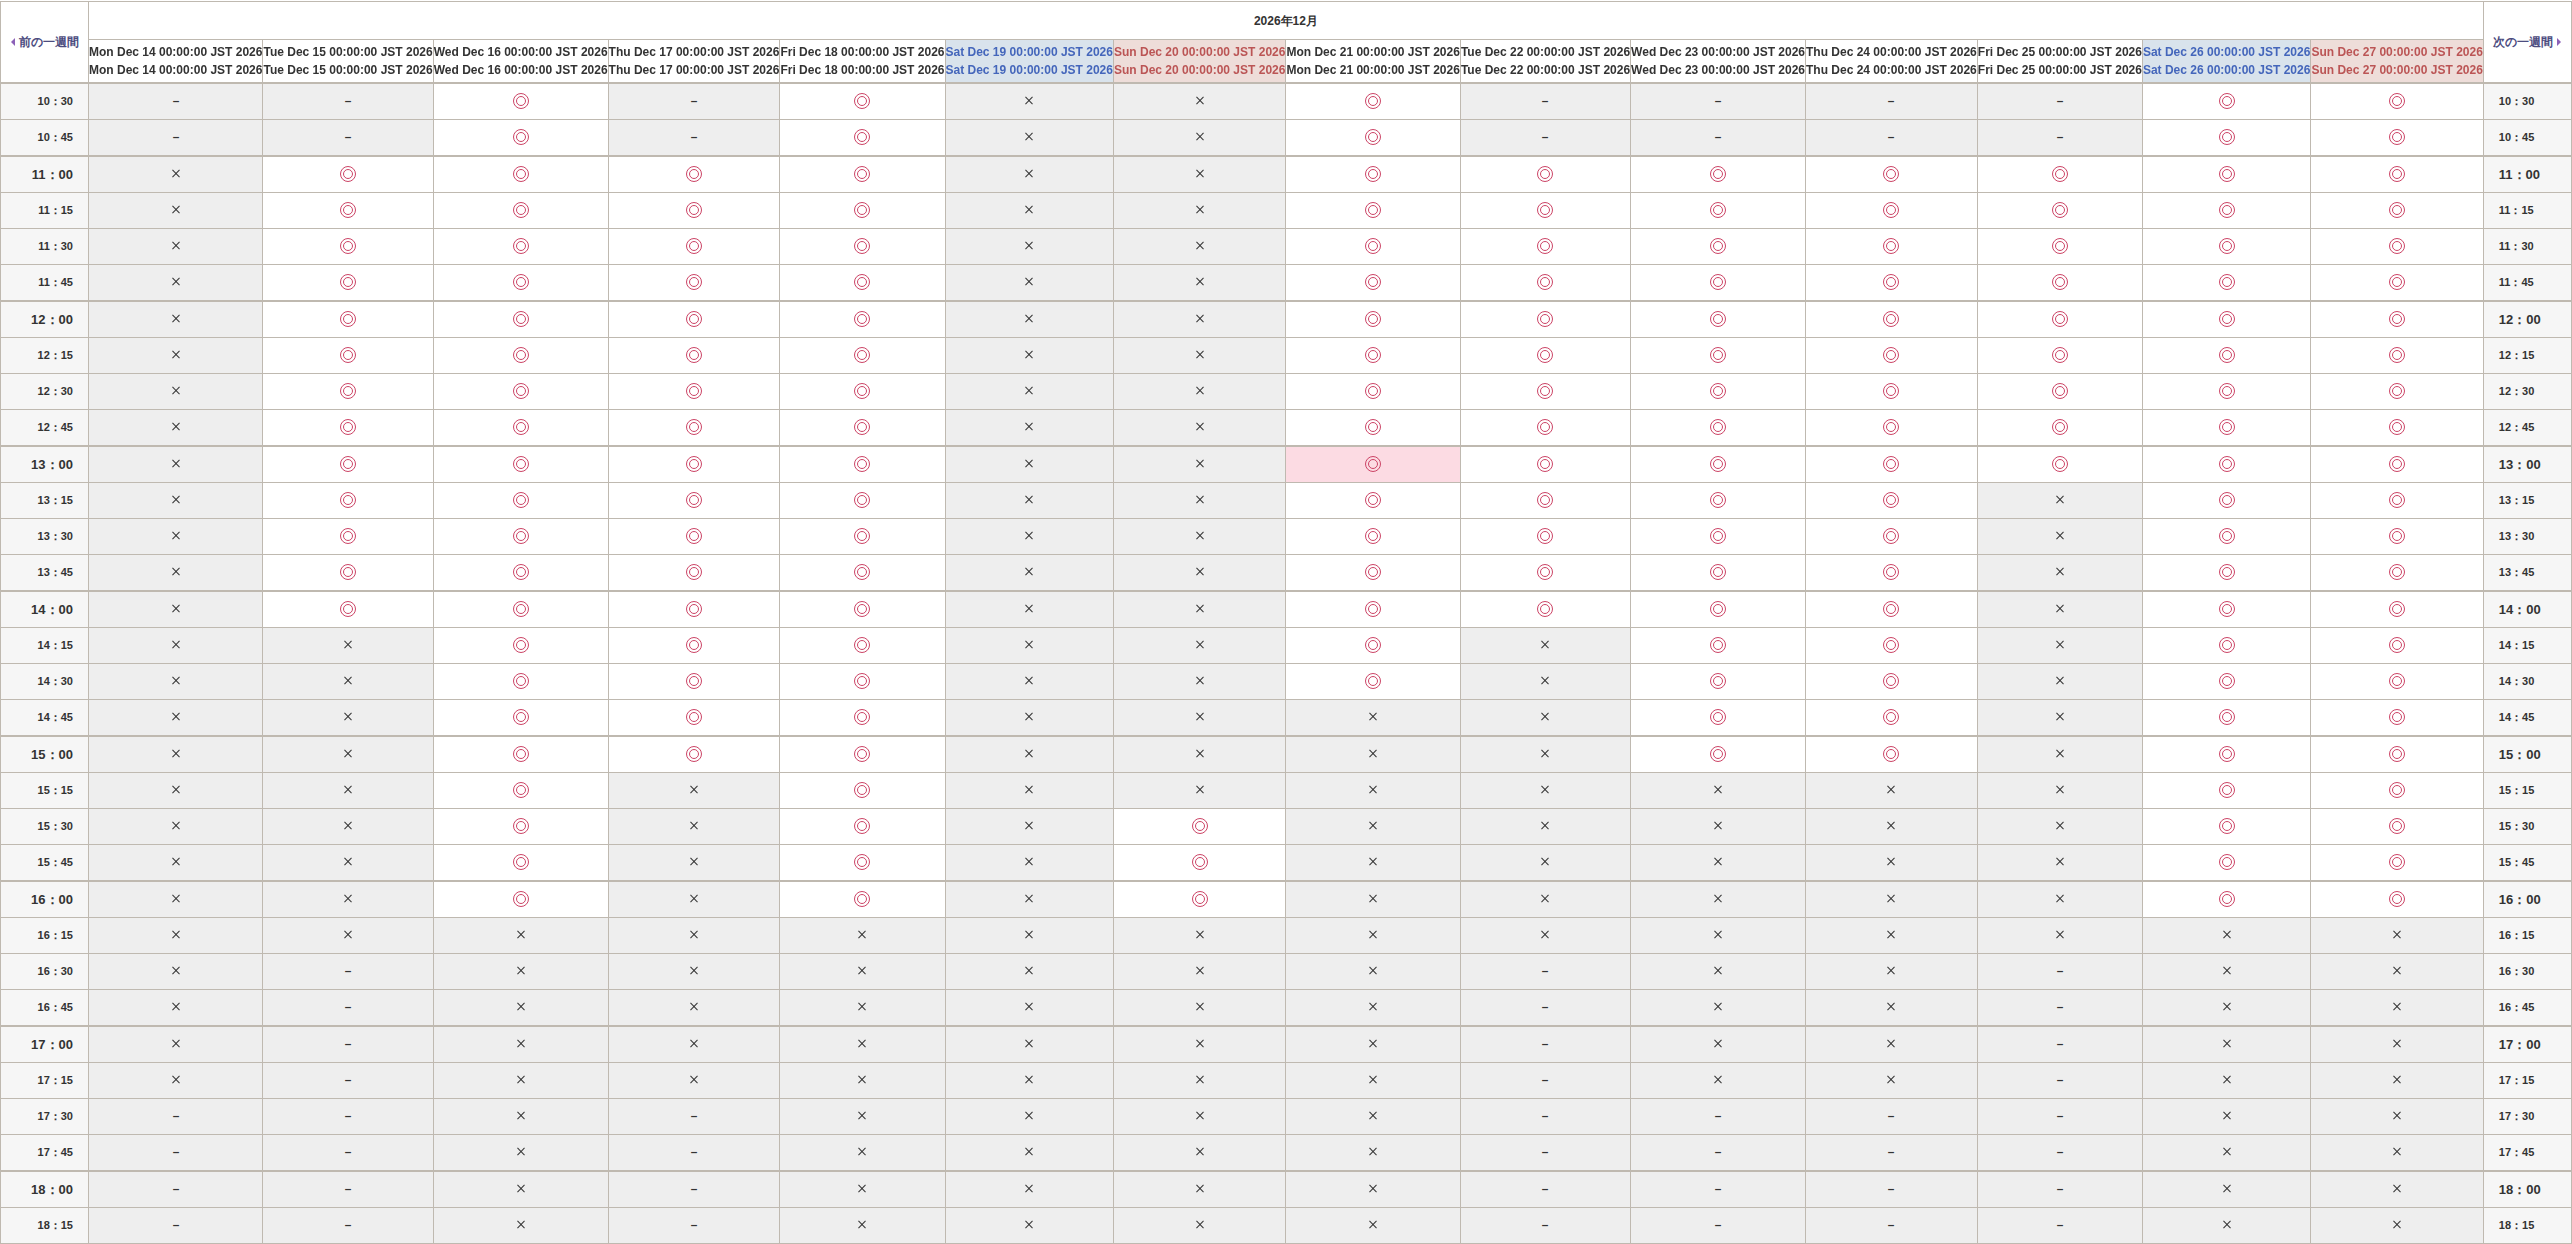 2026年12月
前の一週間
次の一週間
Mon Dec 14 00:00:00 JST 2026 Tue Dec 15 00:00:00 JST 2026 Wed Dec 16 00:00:00 JST 2026 Thu Dec 17 00:00:00 JST 2026 Fri Dec 18 00:00:00 JST 2026 Sat Dec 19 00:00:00 JST 2026 Sun Dec 20 00:00:00 JST 2026 Mon Dec 21 00:00:00 JST 2026 Tue Dec 22 00:00:00 JST 2026 Wed Dec 23 00:00:00 JST 2026 Thu Dec 24 00:00:00 JST 2026 Fri Dec 25 00:00:00 JST 2026 Sat Dec 26 00:00:00 JST 2026 Sun Dec 27 00:00:00 JST 2026
Mon Dec 14 00:00:00 JST 2026 Tue Dec 15 00:00:00 JST 2026 Wed Dec 16 00:00:00 JST 2026 Thu Dec 17 00:00:00 JST 2026 Fri Dec 18 00:00:00 JST 2026 Sat Dec 19 00:00:00 JST 2026 Sun Dec 20 00:00:00 JST 2026 Mon Dec 21 00:00:00 JST 2026 Tue Dec 22 00:00:00 JST 2026 Wed Dec 23 00:00:00 JST 2026 Thu Dec 24 00:00:00 JST 2026 Fri Dec 25 00:00:00 JST 2026 Sat Dec 26 00:00:00 JST 2026 Sun Dec 27 00:00:00 JST 2026
10：30 – – ◎ – ◎ × × ◎ – – – – ◎ ◎ 10：30
10：45 – – ◎ – ◎ × × ◎ – – – – ◎ ◎ 10：45
11：00 × ◎ ◎ ◎ ◎ × × ◎ ◎ ◎ ◎ ◎ ◎ ◎ 11：00
11：15 × ◎ ◎ ◎ ◎ × × ◎ ◎ ◎ ◎ ◎ ◎ ◎ 11：15
11：30 × ◎ ◎ ◎ ◎ × × ◎ ◎ ◎ ◎ ◎ ◎ ◎ 11：30
11：45 × ◎ ◎ ◎ ◎ × × ◎ ◎ ◎ ◎ ◎ ◎ ◎ 11：45
12：00 × ◎ ◎ ◎ ◎ × × ◎ ◎ ◎ ◎ ◎ ◎ ◎ 12：00
12：15 × ◎ ◎ ◎ ◎ × × ◎ ◎ ◎ ◎ ◎ ◎ ◎ 12：15
12：30 × ◎ ◎ ◎ ◎ × × ◎ ◎ ◎ ◎ ◎ ◎ ◎ 12：30
12：45 × ◎ ◎ ◎ ◎ × × ◎ ◎ ◎ ◎ ◎ ◎ ◎ 12：45
13：00 × ◎ ◎ ◎ ◎ × × ◎ ◎ ◎ ◎ ◎ ◎ ◎ 13：00
13：15 × ◎ ◎ ◎ ◎ × × ◎ ◎ ◎ ◎ × ◎ ◎ 13：15
13：30 × ◎ ◎ ◎ ◎ × × ◎ ◎ ◎ ◎ × ◎ ◎ 13：30
13：45 × ◎ ◎ ◎ ◎ × × ◎ ◎ ◎ ◎ × ◎ ◎ 13：45
14：00 × ◎ ◎ ◎ ◎ × × ◎ ◎ ◎ ◎ × ◎ ◎ 14：00
14：15 × × ◎ ◎ ◎ × × ◎ × ◎ ◎ × ◎ ◎ 14：15
14：30 × × ◎ ◎ ◎ × × ◎ × ◎ ◎ × ◎ ◎ 14：30
14：45 × × ◎ ◎ ◎ × × × × ◎ ◎ × ◎ ◎ 14：45
15：00 × × ◎ ◎ ◎ × × × × ◎ ◎ × ◎ ◎ 15：00
15：15 × × ◎ × ◎ × × × × × × × ◎ ◎ 15：15
15：30 × × ◎ × ◎ × ◎ × × × × × ◎ ◎ 15：30
15：45 × × ◎ × ◎ × ◎ × × × × × ◎ ◎ 15：45
16：00 × × ◎ × ◎ × ◎ × × × × × ◎ ◎ 16：00
16：15 × × × × × × × × × × × × × × 16：15
16：30 × – × × × × × × – × × – × × 16：30
16：45 × – × × × × × × – × × – × × 16：45
17：00 × – × × × × × × – × × – × × 17：00
17：15 × – × × × × × × – × × – × × 17：15
17：30 – – × – × × × × – – – – × × 17：30
17：45 – – × – × × × × – – – – × × 17：45
18：00 – – × – × × × × – – – – × × 18：00
18：15 – – × – × × × × – – – – × × 18：15